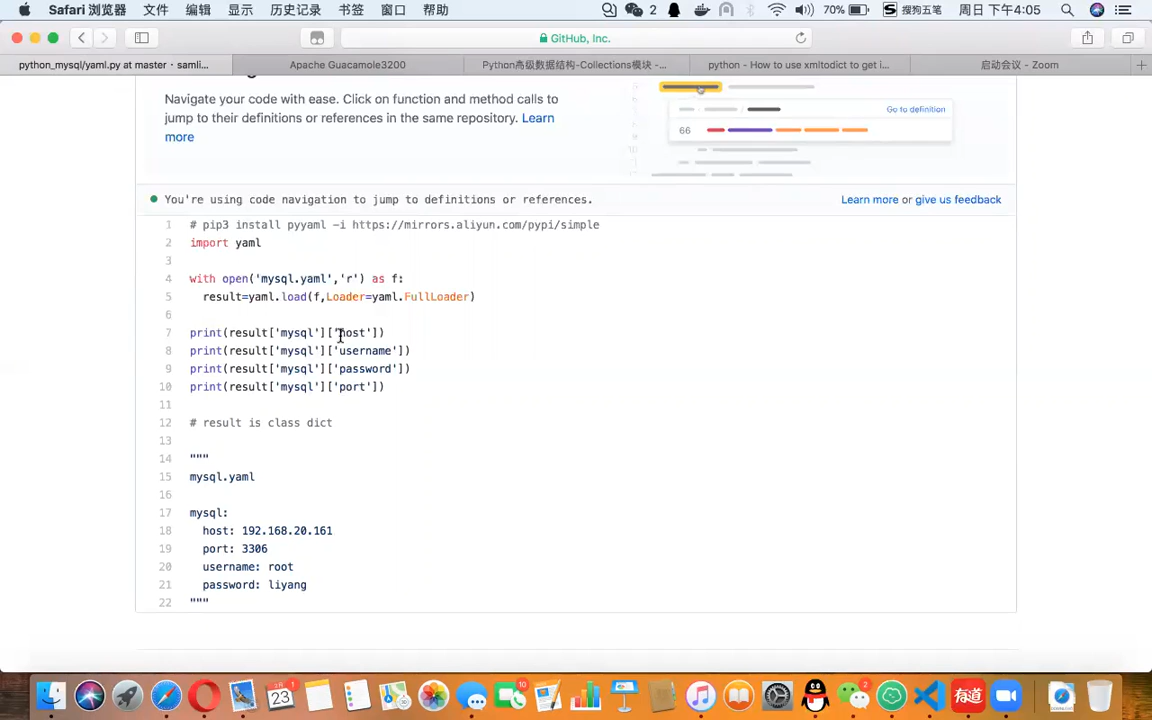 Safari 浏览器 文件 编辑 显示 历史记录 书签 窗口 帮助 2 70% 搜狗五笔 周日 下午4:05
GitHub, Inc.
python_mysql/yaml.py at master · samli... Apache Guacamole3200 Python高级数据结构-Collections模块 -... python - How to use xmltodict to get i... 启动会议 - Zoom
Navigate your code with ease. Click on function and method calls to
jump to their definitions or references in the same repository. Learn
more
Go to definition
66
You're using code navigation to jump to definitions or references. Learn more or give us feedback
1 # pip3 install pyyaml -i https://mirrors.aliyun.com/pypi/simple
2 import yaml
3
4 with open('mysql.yaml','r') as f:
5 result=yaml.load(f,Loader=yaml.FullLoader)
6
7 print(result['mysql']['host'])
8 print(result['mysql']['username'])
9 print(result['mysql']['password'])
10 print(result['mysql']['port'])
11
12 # result is class dict
13
14 """
15 mysql.yaml
16
17 mysql:
18 host: 192.168.20.161
19 port: 3306
20 username: root
21 password: liyang
22 """
23
10
2
有道